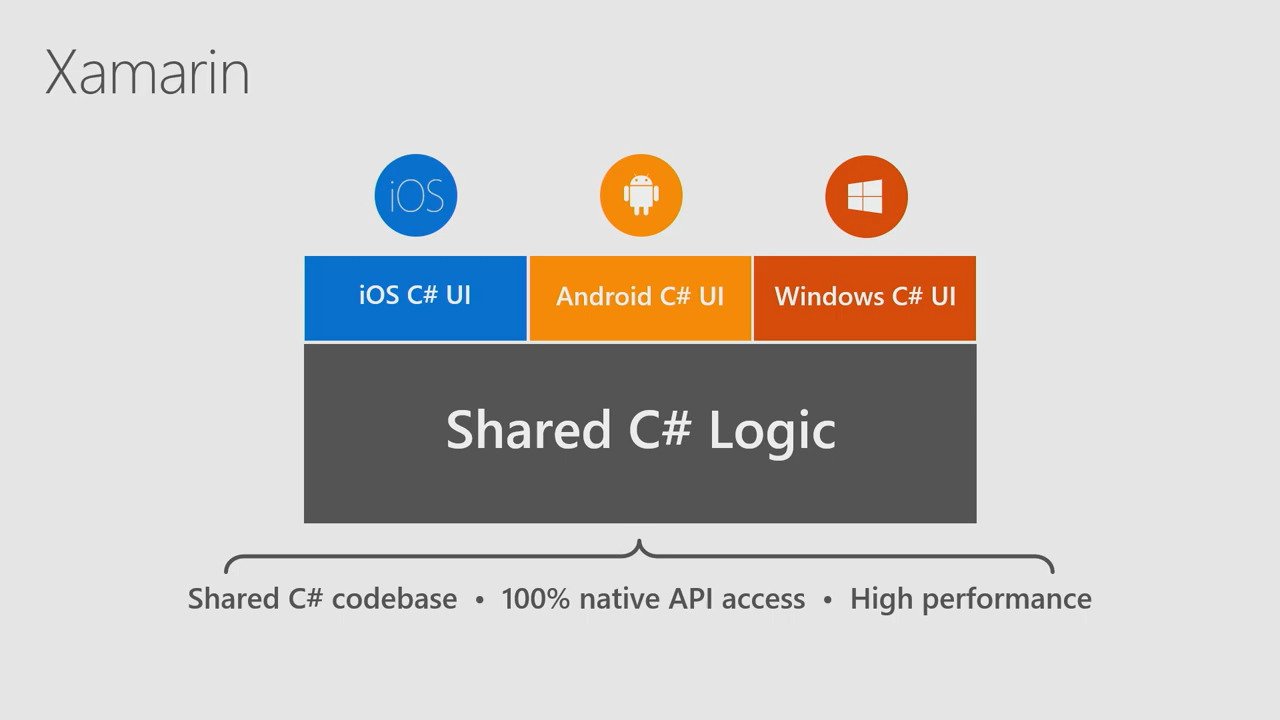 Xamarin
iOS
iOS C# UI
Android C# UI
Windows C# UI
Shared C# Logic
Shared C# codebase • 100% native API access • High performance